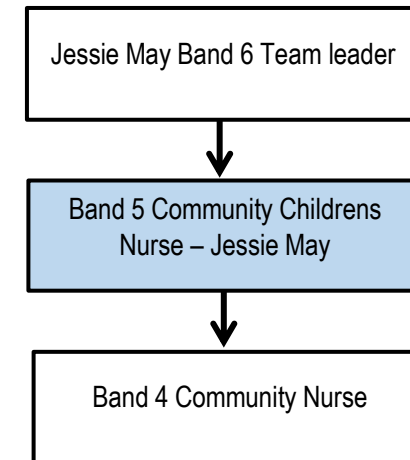 Jessie May Band 6 Team leader
Band 5 Community Childrens
Nurse – Jessie May
Band 4 Community Nurse